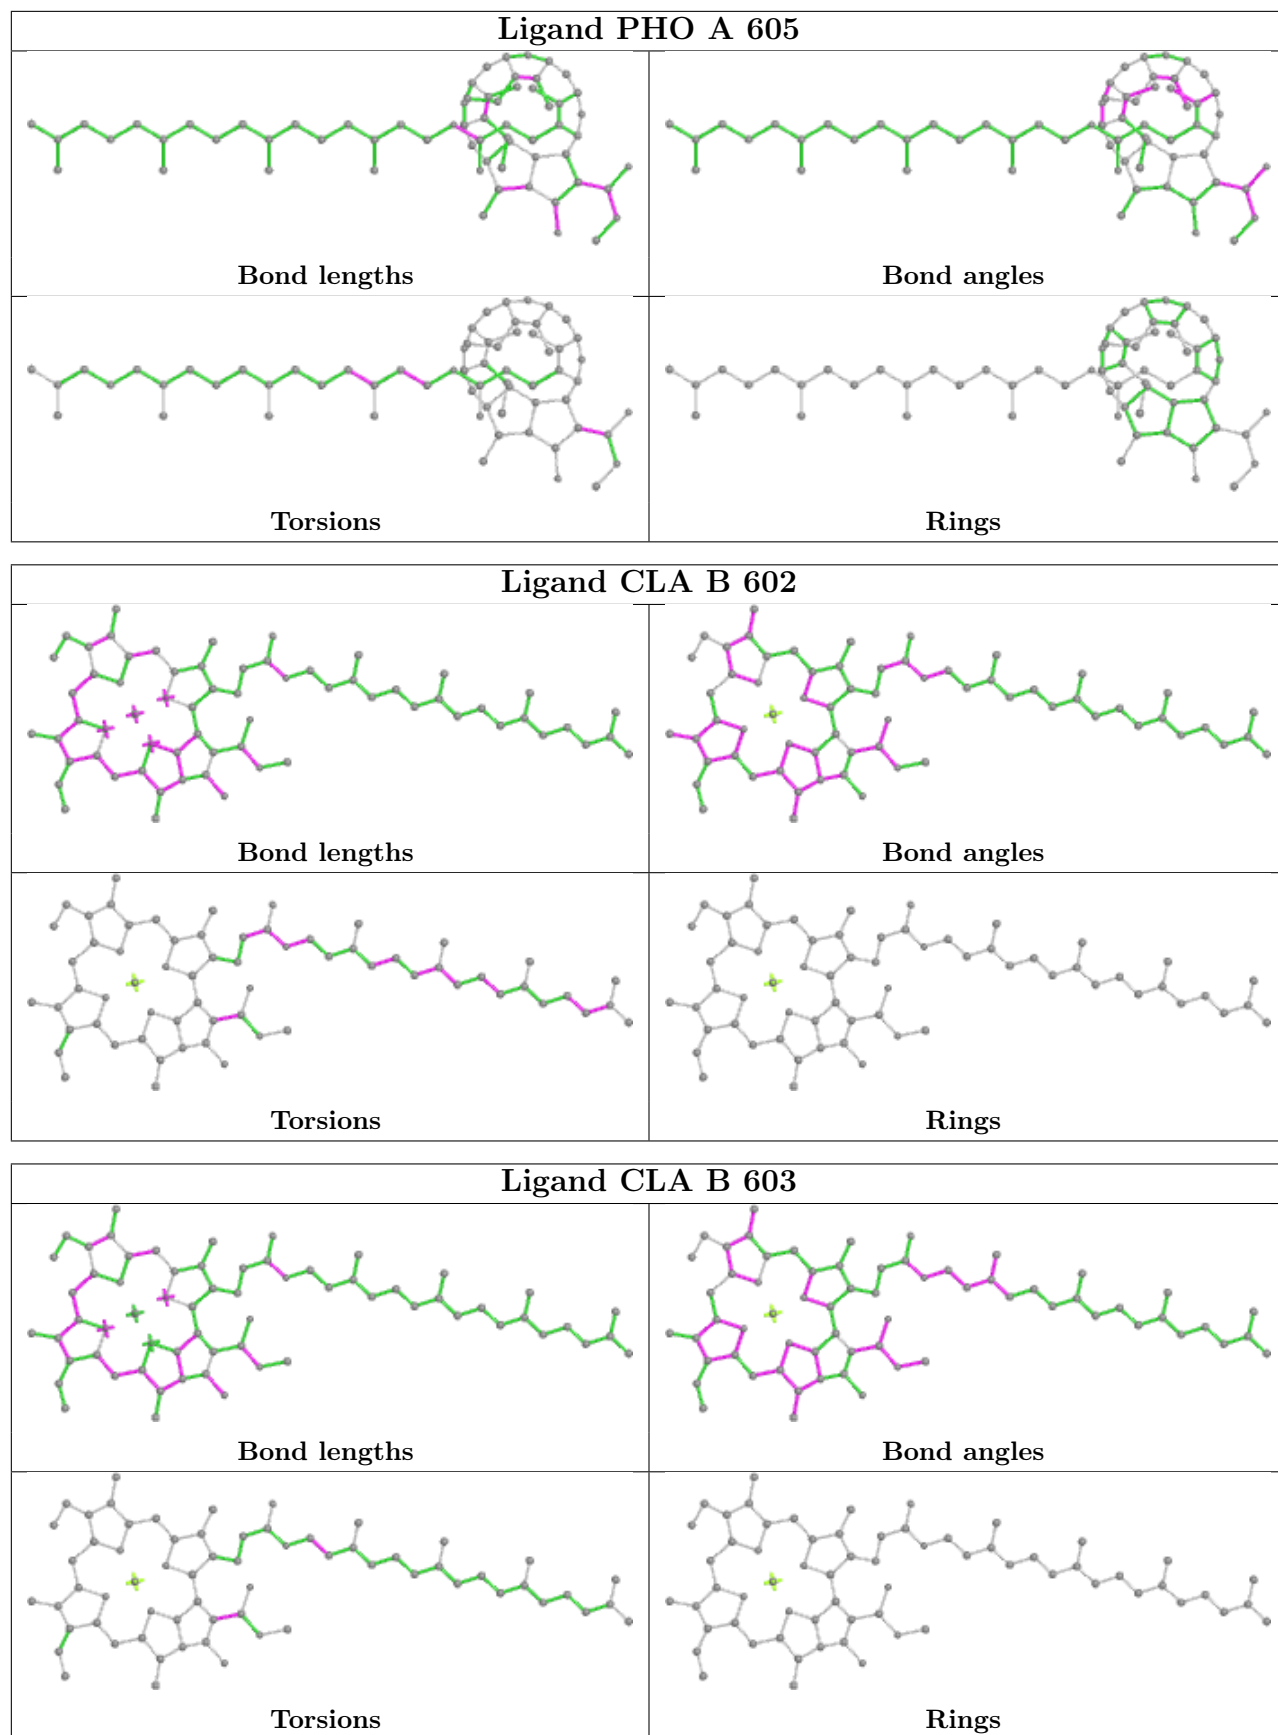 Ligand PHO A 605
Bond lengths
Bond angles
Torsions
Rings
Ligand CLA B 602
Bond lengths
Bond angles
Torsions
Rings
Ligand CLA B 603
Bond lengths
Bond angles
Torsions
Rings